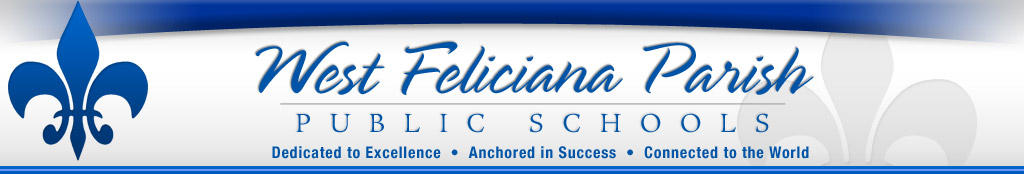 West Feliciana Parish
PUBLIC SCHOOLS
Dedicated to Excellence • Anchored in Success • Connected to the World